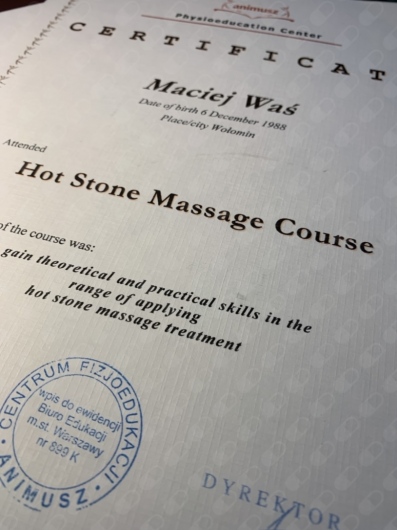 animusz
Physioeducation Center
CERTIFICAT
Maciej Waś
Date of birth 6 December 1988
Place/city Wołomin
Attended
Hot Stone Massage Course
of the course was:
gain theoretical and practical skills in the
range of applying
hot stone massage treatment
CENTRUM FIZJOEDUKACJI
ANIMUSZ
wpis do ewidencji
Biuro Edukacji
m.st. Warszawy
nr 899 K
DYREKTOR